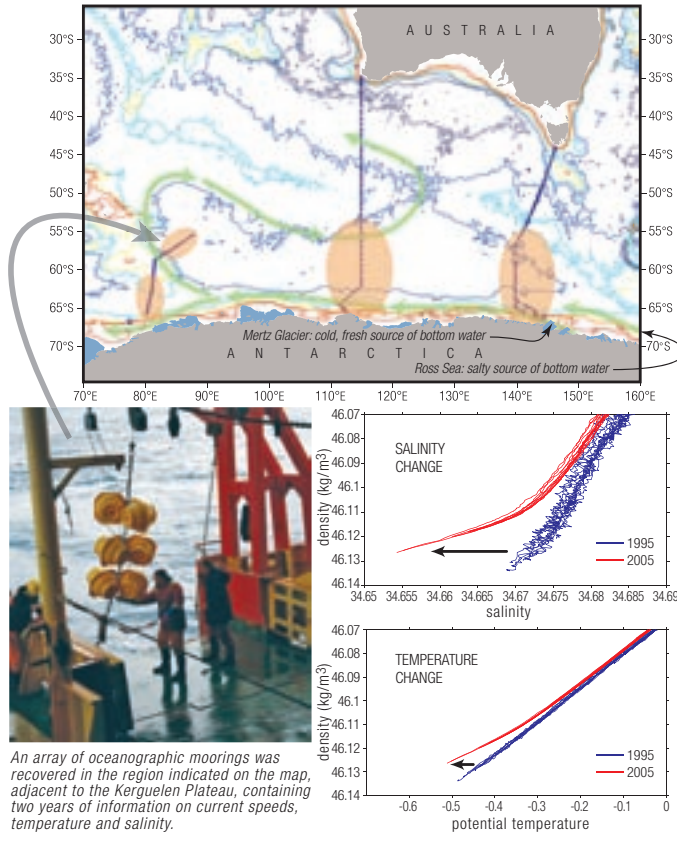 A U S T R A L I A
30°S
30°S
35°S
35°S
40°S
40°S
45°S
45°S
50°S
50°S
55°S
55°S
60°S
60°S
65°S
65°S
70°S
70°S
Mertz Glacier: cold, fresh source of bottom water
A N T A R C T I C A
Ross Sea: salty source of bottom water
70°E 80°E 90°E 100°E 110°E 120°E 130°E 140°E 150°E 160°E
An array of oceanographic moorings was
recovered in the region indicated on the map,
adjacent to the Kerguelen Plateau, containing
two years of information on current speeds,
temperature and salinity.
SALINITY
CHANGE
density (kg/m3)
46.07
46.08
46.09
46.1
46.11
46.12
46.13
46.14
1995
2005
34.65 34.655 34.66 34.665 34.67 34.675 34.68 34.685 34.69
salinity
TEMPERATURE
CHANGE
density (kg/m3)
46.07
46.08
46.09
46.1
46.11
46.12
46.13
46.14
1995
2005
-0.6 -0.5 -0.4 -0.3 -0.2 -0.1 0
potential temperature